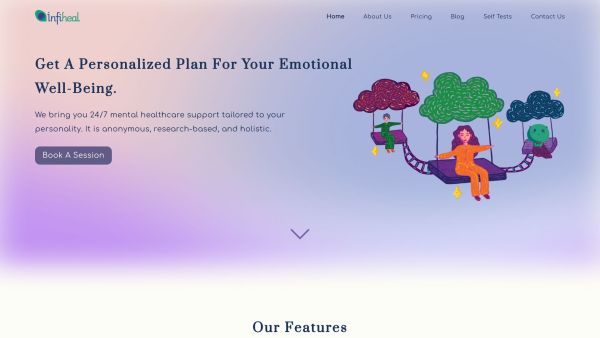 infiheal
Home About Us Pricing Blog Self Tests Contact Us
Get A Personalized Plan For Your Emotional
Well-Being.
We bring you 24/7 mental healthcare support tailored to your
personality. It is anonymous, research-based, and holistic.
Book A Session
Our Features